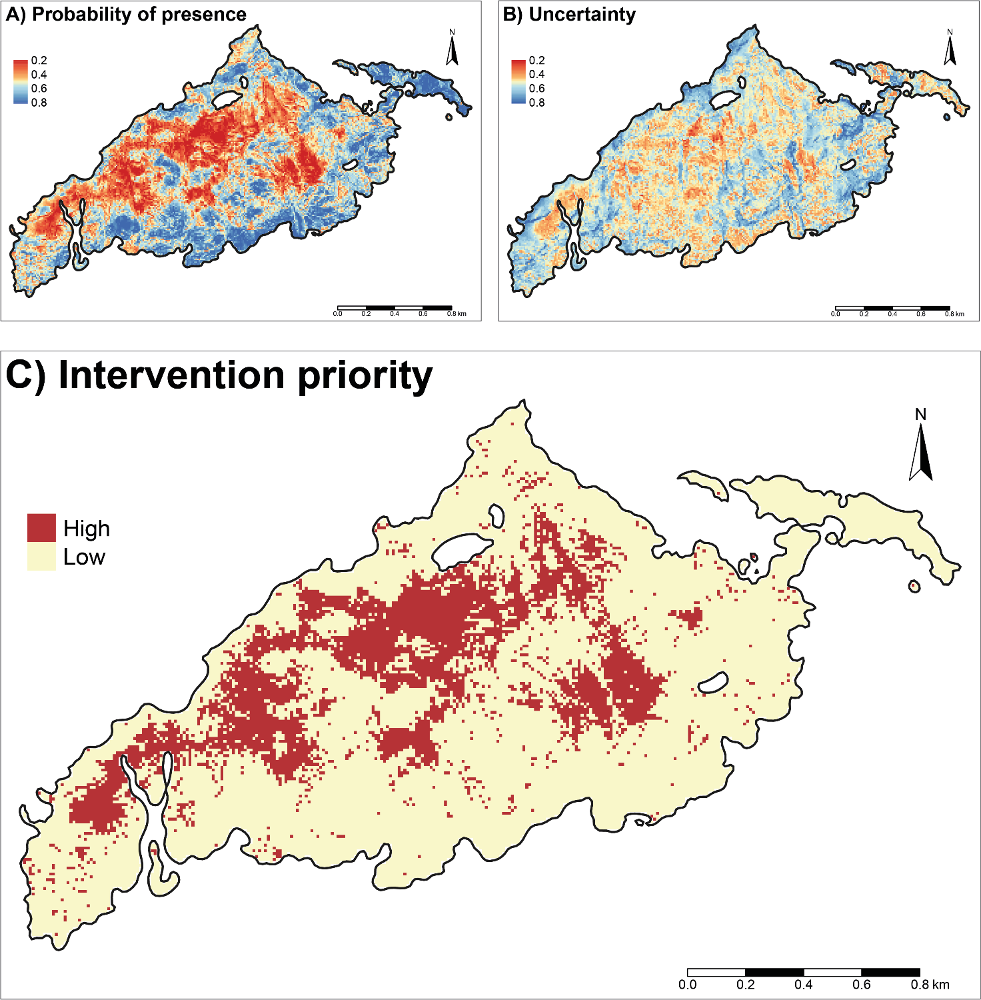 A) Probability of presence
N
0.2
0.4
0.6
0.8
0.0 0.2 0.4 0.6 0.8 km
B) Uncertainty
N
0.2
0.4
0.6
0.8
0.0 0.2 0.4 0.6 0.8 km
C) Intervention priority
N
High
Low
0.0 0.2 0.4 0.6 0.8 km